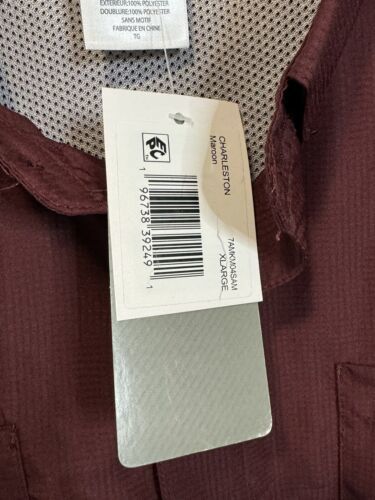 EXTERIEUR:100% POLYESTER
DOUBLURE:100% POLYESTER
SANS MOTIF
FABRIQUE EN CHINE
TG
CHARLESTON
Maroon
7AMKM04SAM
XLARGE
1 96738 39249 1